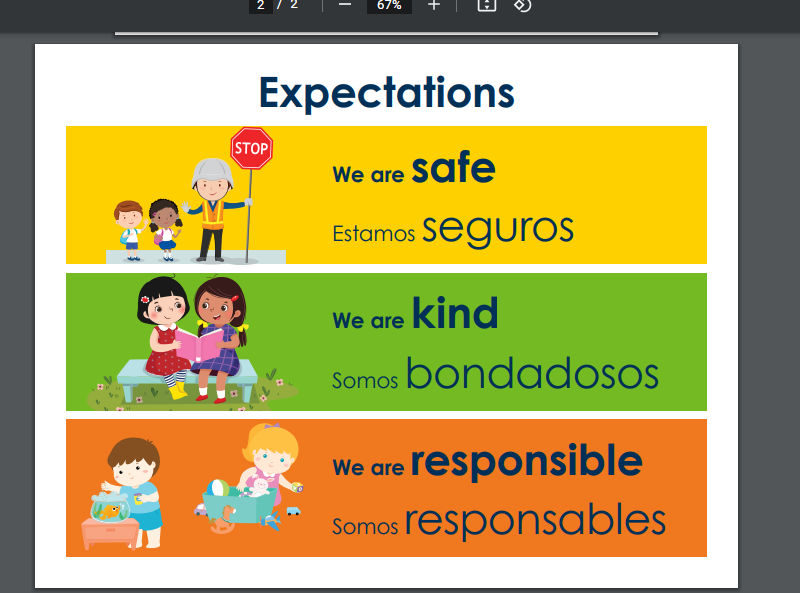 2 / 2
67%
Expectations
STOP
We are safe
Estamos seguros
We are kind
Somos bondadosos
We are responsible
Somos responsables